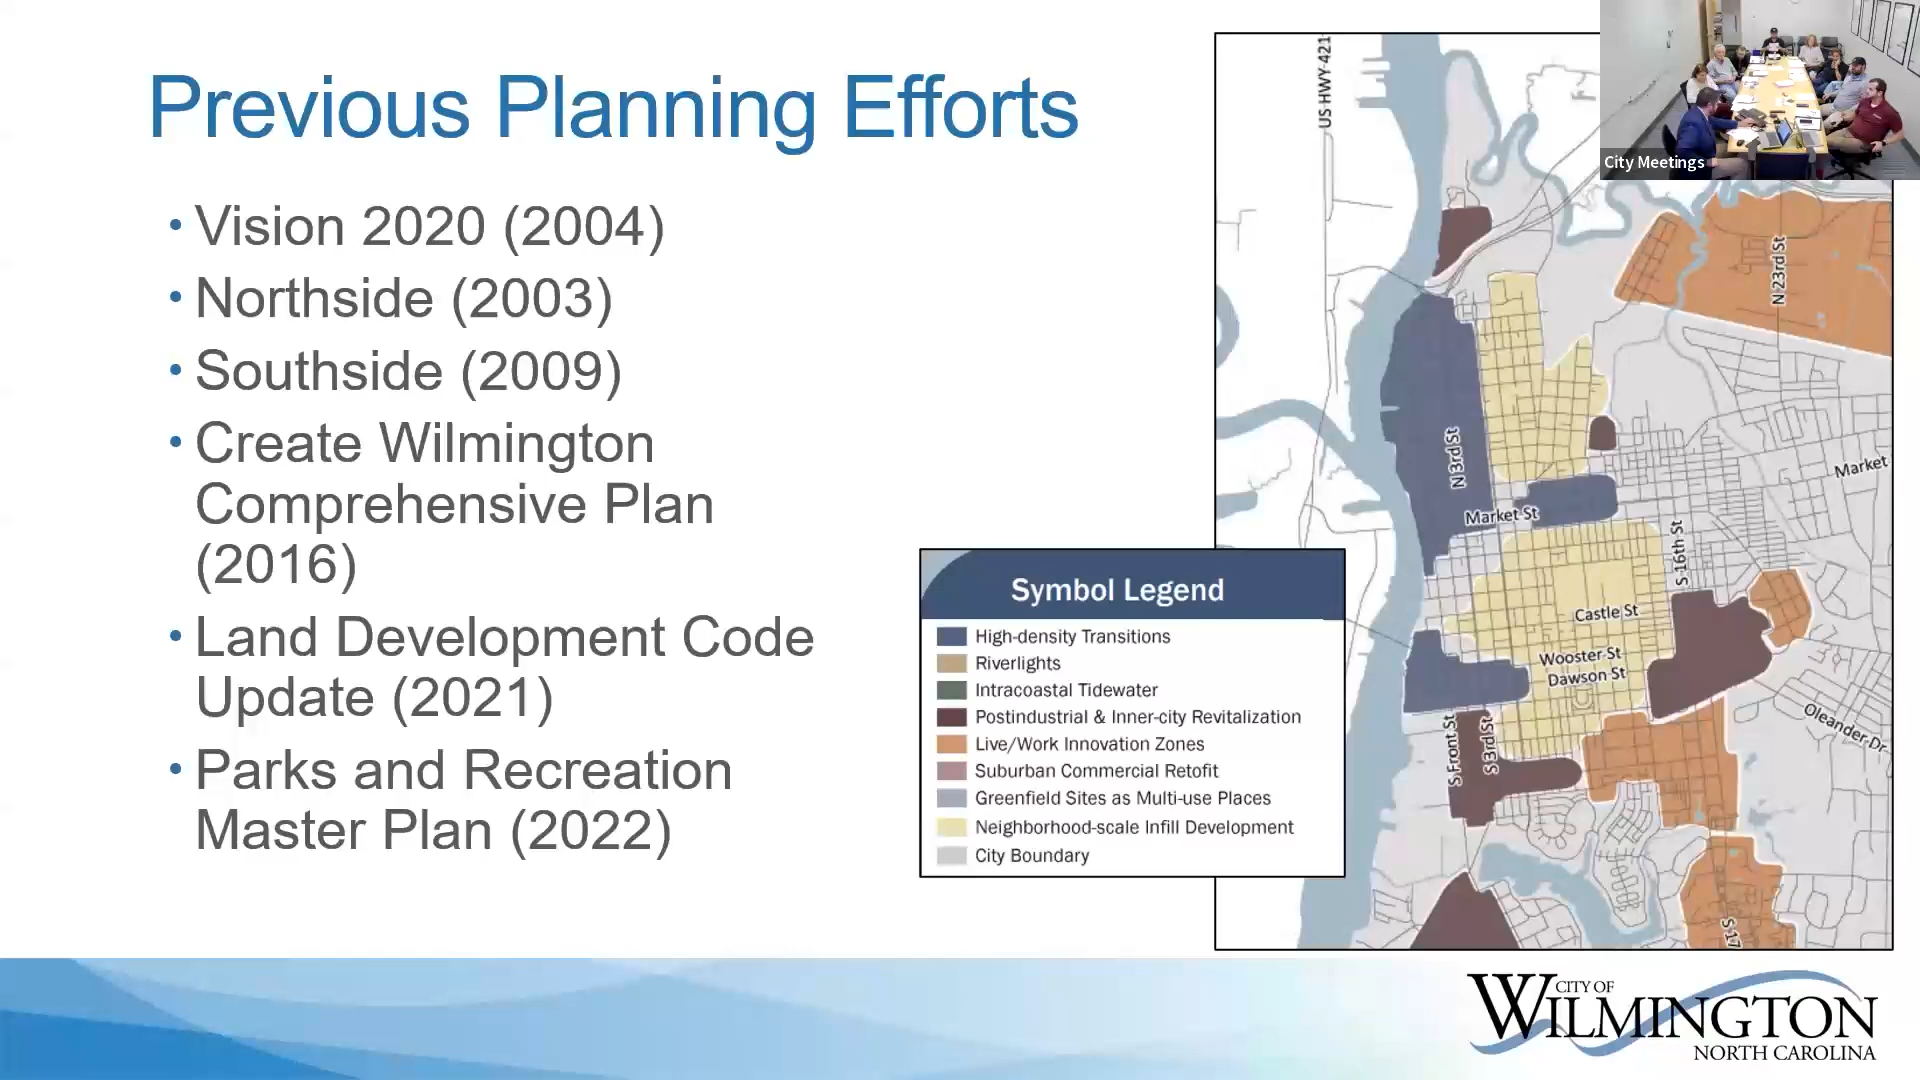 Previous Planning Efforts
• Vision 2020 (2004)
• Northside (2003)
• Southside (2009)
• Create Wilmington
Comprehensive Plan
(2016)
• Land Development Code
Update (2021)
• Parks and Recreation
Master Plan (2022)
Symbol Legend
High-density Transitions
Riverlights
Intracoastal Tidewater
Postindustrial & Inner-city Revitalization
Live/Work Innovation Zones
Suburban Commercial Retofit
Greenfield Sites as Multi-use Places
Neighborhood-scale Infill Development
City Boundary
US HWY 421
N 23rd St
N 3rd St
Market
Market St
S 16th St
Castle St
Wooster St
Dawson St
Oleander Dr
S Front St
S 3rd St
S 17
City Meetings
CITY OF
WILMINGTON
NORTH CAROLINA